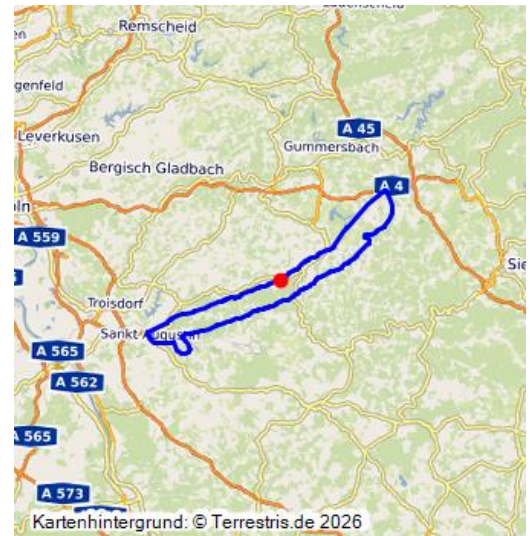 Remscheid
A 45
Gummersbach
Leverkusen
Bergisch Gladbach
A 4
A 559
Troisdorf
Sankt Augustin
A 565
A 562
A 565
A 573
Kartenhintergrund: © Terrestris.de 2026